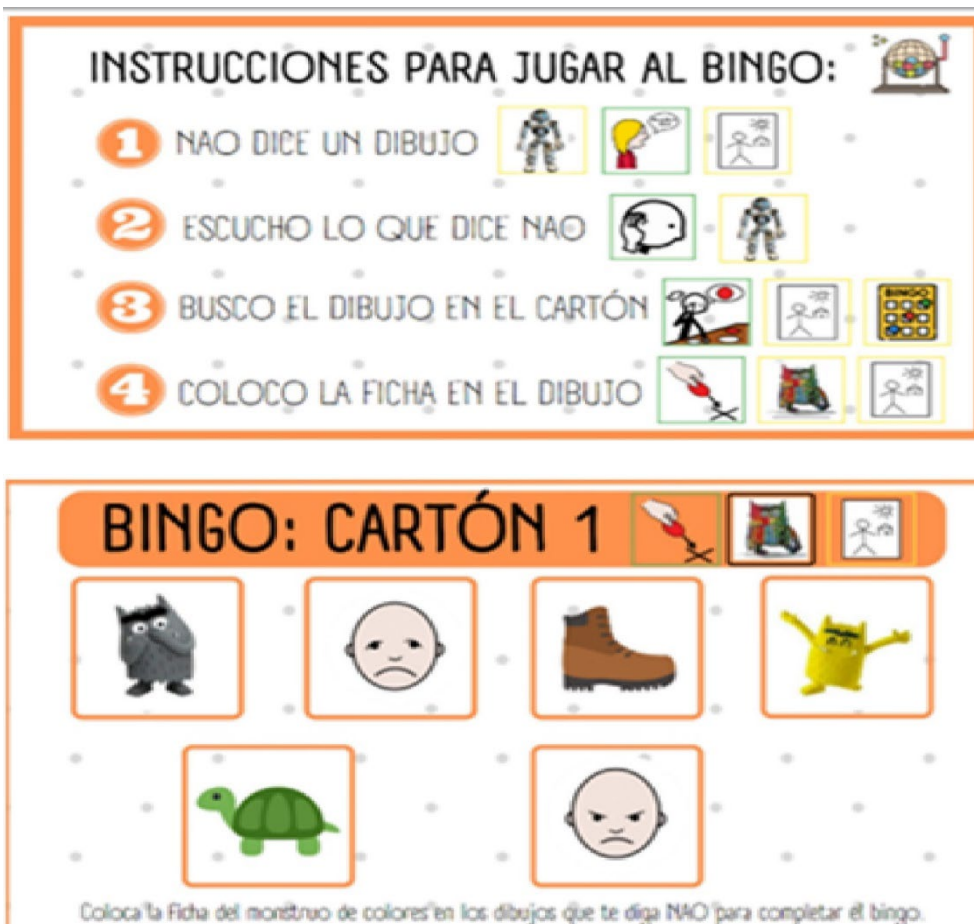 INSTRUCCIONES PARA JUGAR AL BINGO:
1 NAO DICE UN DIBUJO
2 ESCUCHO LO QUE DICE NAO
3 BUSCO EL DIBUJO EN EL CARTÓN
BINGO
4 COLOCO LA FICHA EN EL DIBUJO
BINGO: CARTÓN 1
Coloca la ficha del monstruo de colores en los dibujos que te diga NAO para completar el bingo.